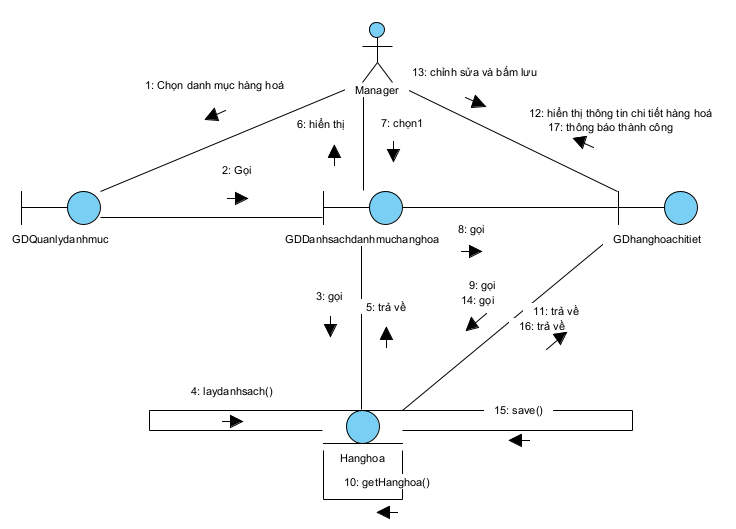 13: chỉnh sửa và bấm lưu
1: Chọn danh mục hàng hoá
Manager
12: hiển thị thông tin chi tiết hàng hoá
17: thông báo thành công
6: hiển thị
7: chọn1
2: Gọi
GDQuanlydanhmuc
GDDanhsachdanhmuchanghoa
GDhanghoachitiet
8: gọi
9: gọi
14: gọi
3: gọi
5: trả về
11: trả về
16: trả về
4: laydanhsach()
15: save()
Hanghoa
10: getHanghoa()